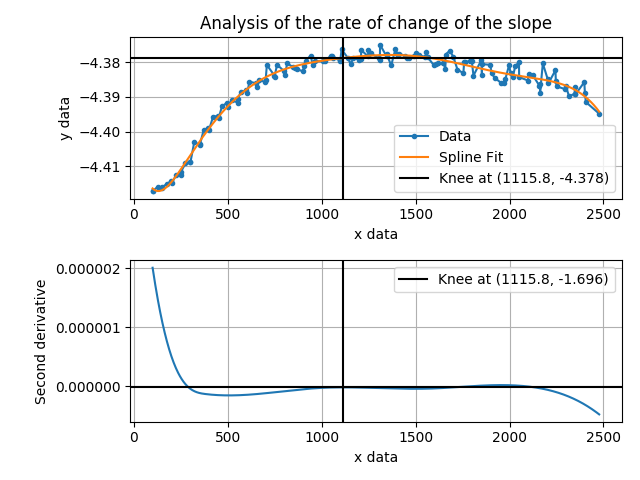 Analysis of the rate of change of the slope
y data
−4.38
−4.39
−4.40
−4.41
Data
Spline Fit
Knee at (1115.8, -4.378)
0 500 1000 1500 2000 2500
x data
Second derivative
0.000002
0.000001
0.000000
Knee at (1115.8, -1.696)
0 500 1000 1500 2000 2500
x data